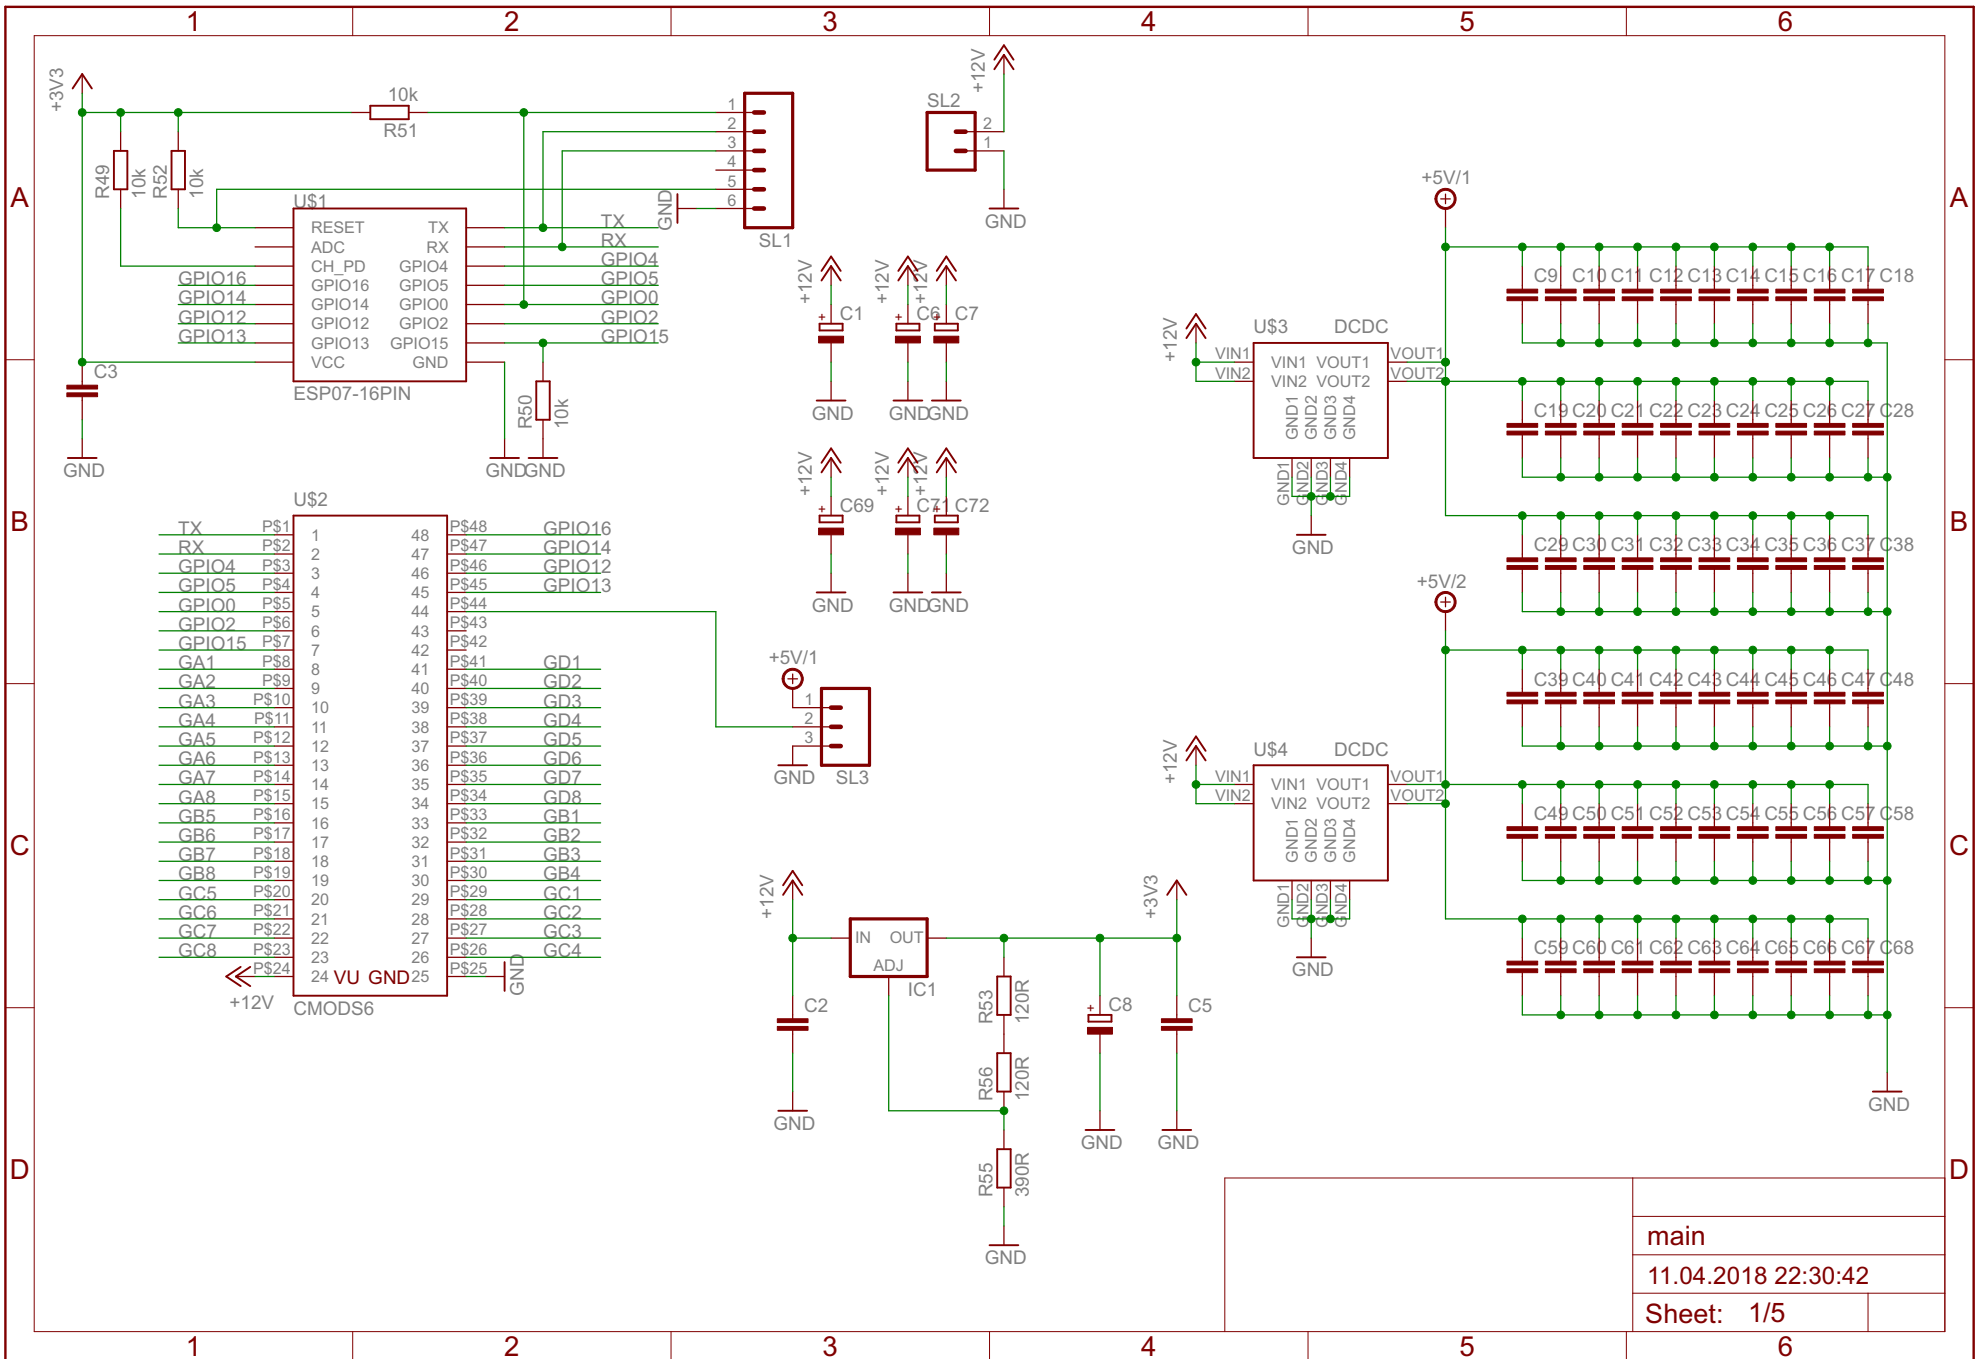 1 2 3 4 5 6
A A
B B
C C
D D
1 2 3 4 5 6
+3V3
10k
R51
R49
10k
R52
10k
U$1
RESET TX
ADC RX
CH_PD GPIO4
GPIO16 GPIO5
GPIO14 GPIO0
GPIO12 GPIO2
GPIO13 GPIO15
VCC GND
ESP07-16PIN
GPIO16
GPIO14
GPIO12
GPIO13
TX
RX
GPIO4
GPIO5
GPIO0
GPIO2
GPIO15
C3
GND
R50
10k
GND
GND
1
2
3
4
5
6
GND
SL1
SL2
2
1
+12V
GND
+12V +12V +12V
+ C1 + C6 + C7
GND GND GND
+12V +12V +12V
+ C69 + C71 + C72
GND GND GND
U$2
TX P$1 1 48 P$48 GPIO16
RX P$2 2 47 P$47 GPIO14
GPIO4 P$3 3 46 P$46 GPIO12
GPIO5 P$4 4 45 P$45 GPIO13
GPIO0 P$5 5 44 P$44
GPIO2 P$6 6 43 P$43
GPIO15 P$7 7 42 P$42
GA1 P$8 8 41 P$41 GD1
GA2 P$9 9 40 P$40 GD2
GA3 P$10 10 39 P$39 GD3
GA4 P$11 11 38 P$38 GD4
GA5 P$12 12 37 P$37 GD5
GA6 P$13 13 36 P$36 GD6
GA7 P$14 14 35 P$35 GD7
GA8 P$15 15 34 P$34 GD8
GB5 P$16 16 33 P$33 GB1
GB6 P$17 17 32 P$32 GB2
GB7 P$18 18 31 P$31 GB3
GB8 P$19 19 30 P$30 GB4
GC5 P$20 20 29 P$29 GC1
GC6 P$21 21 28 P$28 GC2
GC7 P$22 22 27 P$27 GC3
GC8 P$23 23 26 P$26 GC4
P$24 24 VU GND 25 P$25 GND
+12V
CMODS6
+5V/1
1
2
3
GND SL3
+12V
IN OUT
ADJ
IC1
C2
GND
R53
120R
R56
120R
R55
390R
GND
+ C8
GND
+3V3
C5
GND
+12V
U$3 DCDC
VIN1 VIN1 VOUT1 VOUT1
VIN2 VIN2 VOUT2 VOUT2
GND1 GND2 GND3 GND4
GND1 GND2 GND3 GND4
GND
+12V
U$4 DCDC
VIN1 VIN1 VOUT1 VOUT1
VIN2 VIN2 VOUT2 VOUT2
GND1 GND2 GND3 GND4
GND1 GND2 GND3 GND4
GND
+5V/1
C9 C10 C11 C12 C13 C14 C15 C16 C17 C18
C19 C20 C21 C22 C23 C24 C25 C26 C27 C28
C29 C30 C31 C32 C33 C34 C35 C36 C37 C38
+5V/2
C39 C40 C41 C42 C43 C44 C45 C46 C47 C48
C49 C50 C51 C52 C53 C54 C55 C56 C57 C58
C59 C60 C61 C62 C63 C64 C65 C66 C67 C68
GND
main
11.04.2018 22:30:42
Sheet: 1/5